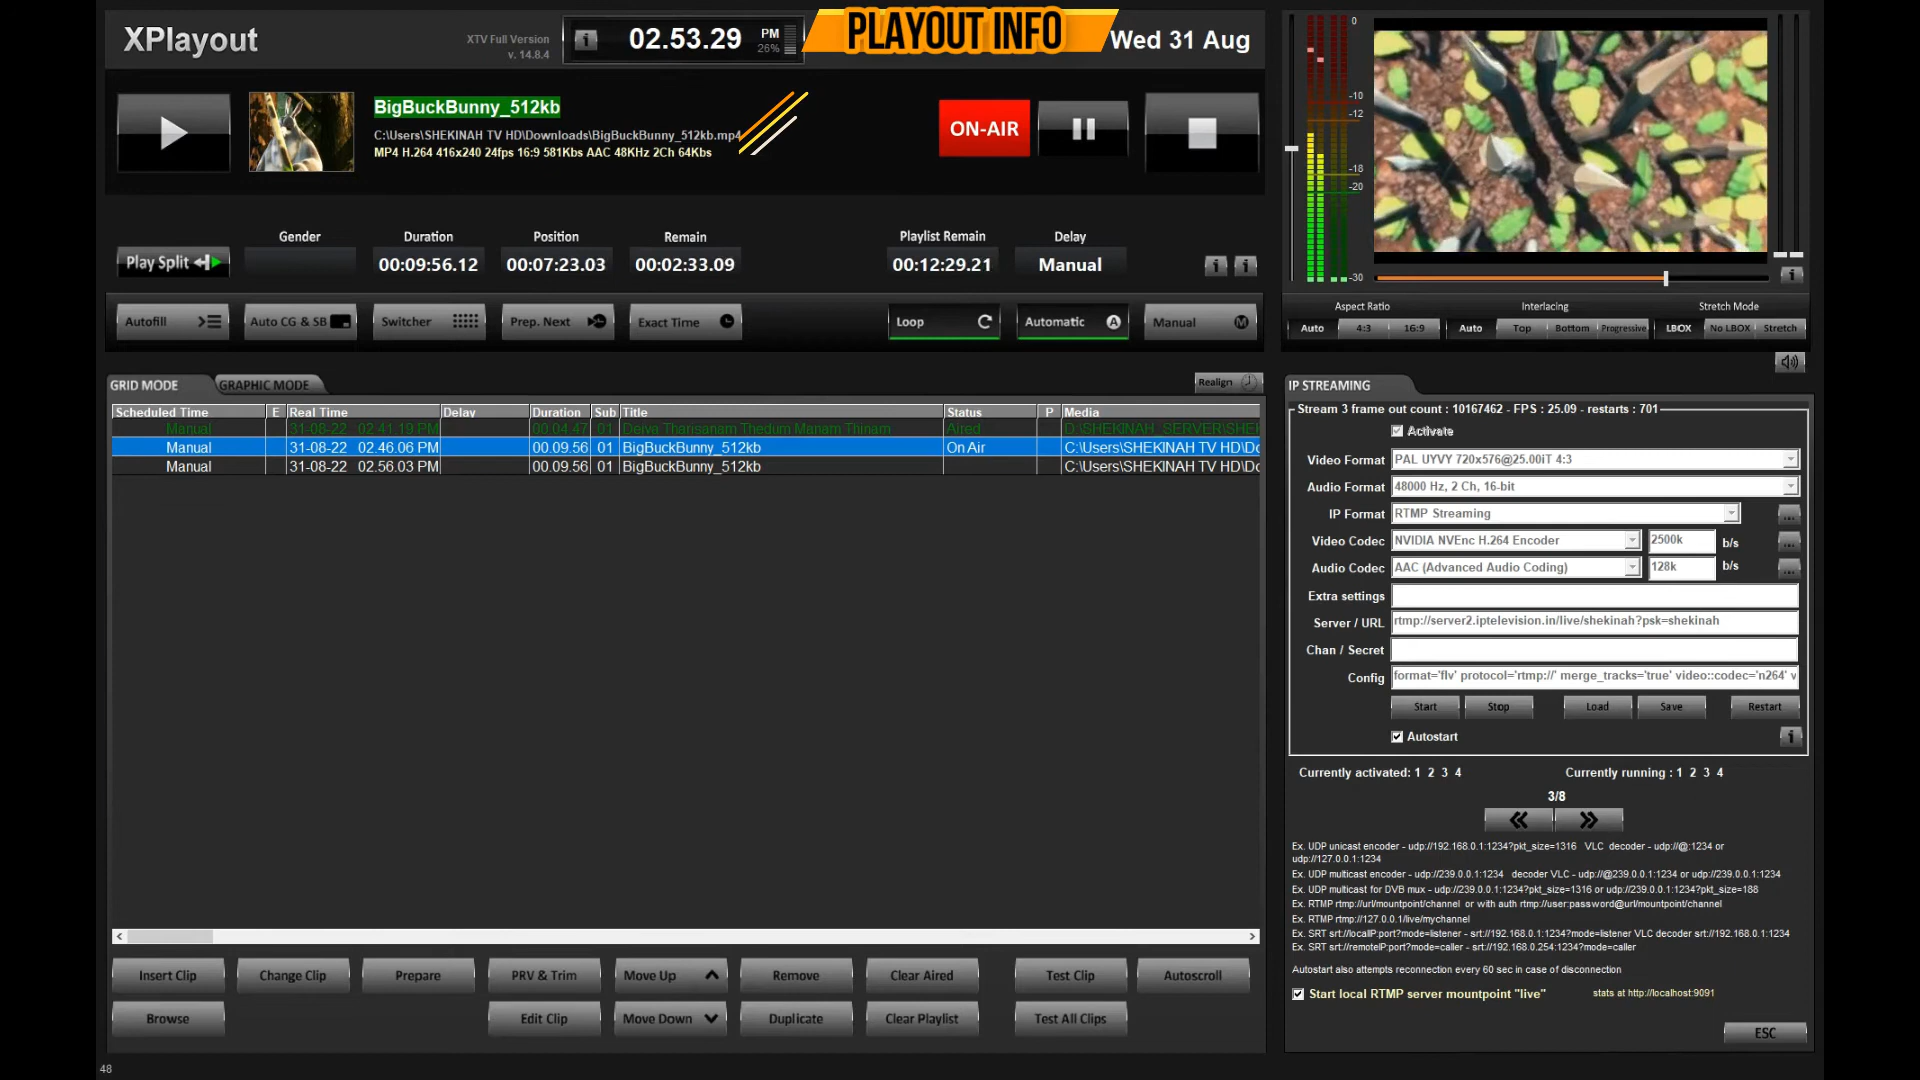 XPlayout
XTV Full Version
v. 14.8.4
i
02.53.29
PM
26%
PLAYOUT INFO
Wed 31 Aug
BigBuckBunny_512kb
C:\Users\SHEKINAH TV HD\Downloads\BigBuckBunny_512kb.mp4
MP4 H.264 416x240 24fps 16:9 581Kbs AAC 48KHz 2Ch 64Kbs
ON-AIR
0
-10
-12
-18
-20
-30
Gender
Duration
Position
Remain
Playlist Remain
Delay
Play Split
00:09:56.12
00:07:23.03
00:02:33.09
00:12:29.21
Manual
i i
i
Autofill
Auto CG & SB
Switcher
Prep. Next
Exact Time
Loop
Automatic A
Manual M
Aspect Ratio
Interlacing
Stretch Mode
Auto 4:3 16:9
Auto Top Bottom Progressive
LBOX No LBOX Stretch
GRID MODE
GRAPHIC MODE
Realign
Scheduled Time E Real Time Delay Duration Sub Title Status P Media
Manual 31-08-22 02.41.19 PM 00.04.47 01 Deiva Tharisanam Thedum Manam Thinam Aired D:\SHEKINAH_SERVER\SHEK
Manual 31-08-22 02.46.06 PM 00.09.56 01 BigBuckBunny_512kb On Air C:\Users\SHEKINAH TV HD\Do
Manual 31-08-22 02.56.03 PM 00.09.56 01 BigBuckBunny_512kb C:\Users\SHEKINAH TV HD\Do
IP STREAMING
Stream 3 frame out count : 10167462 - FPS : 25.09 - restarts : 701
Activate
Video Format PAL UYVY 720x576@25.00iT 4:3
Audio Format 48000 Hz, 2 Ch, 16-bit
IP Format RTMP Streaming ...
Video Codec NVIDIA NVEnc H.264 Encoder 2500k b/s ...
Audio Codec AAC (Advanced Audio Coding) 128k b/s ...
Extra settings
Server / URL rtmp://server2.iptelevision.in/live/shekinah?psk=shekinah
Chan / Secret
Config format='flv' protocol='rtmp://' merge_tracks='true' video::codec='n264' v
Start Stop Load Save Restart
Autostart
i
Currently activated: 1 2 3 4
Currently running : 1 2 3 4
3/8
Ex. UDP unicast encoder - udp://192.168.0.1:1234?pkt_size=1316 VLC decoder - udp://@:1234 or
udp://127.0.0.1:1234
Ex. UDP multicast encoder - udp://239.0.0.1:1234 decoder VLC - udp://@239.0.0.1:1234 or udp://239.0.0.1:1234
Ex. UDP multicast for DVB mux - udp://239.0.0.1:1234?pkt_size=1316 or udp://239.0.0.1:1234?pkt_size=188
Ex. RTMP rtmp://url/mountpoint/channel or with auth rtmp://user:password@url/mountpoint/channel
Ex. RTMP rtmp://127.0.0.1/live/mychannel
Ex. SRT srt://localIP:port?mode=listener - srt://192.168.0.1:1234?mode=listener VLC decoder srt://192.168.0.1:1234
Ex. SRT srt://remoteIP:port?mode=caller - srt://192.168.0.254:1234?mode=caller
Autostart also attempts reconnection every 60 sec in case of disconnection
Start local RTMP server mountpoint "live"
stats at http://localhost:9091
ESC
Insert Clip
Change Clip
Prepare
PRV & Trim
Move Up
Remove
Clear Aired
Test Clip
Autoscroll
Browse
Edit Clip
Move Down
Duplicate
Clear Playlist
Test All Clips
48